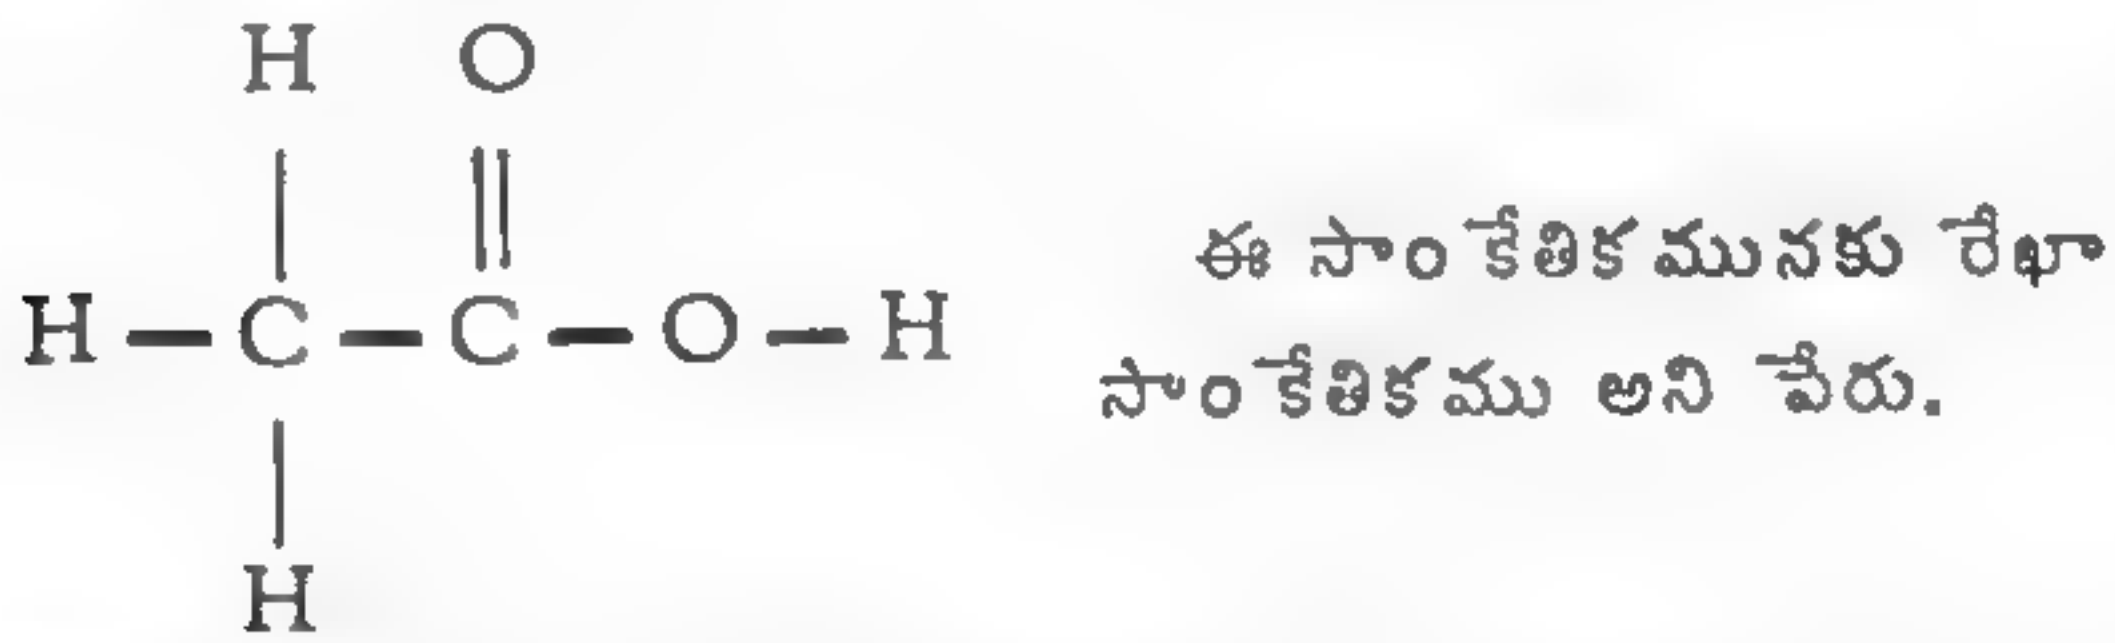 H O
| ||
H — C — C — O — H
|
H
ఈ సాంకేతికమునకు రేఖా
సాంకేతికము అని పేరు.